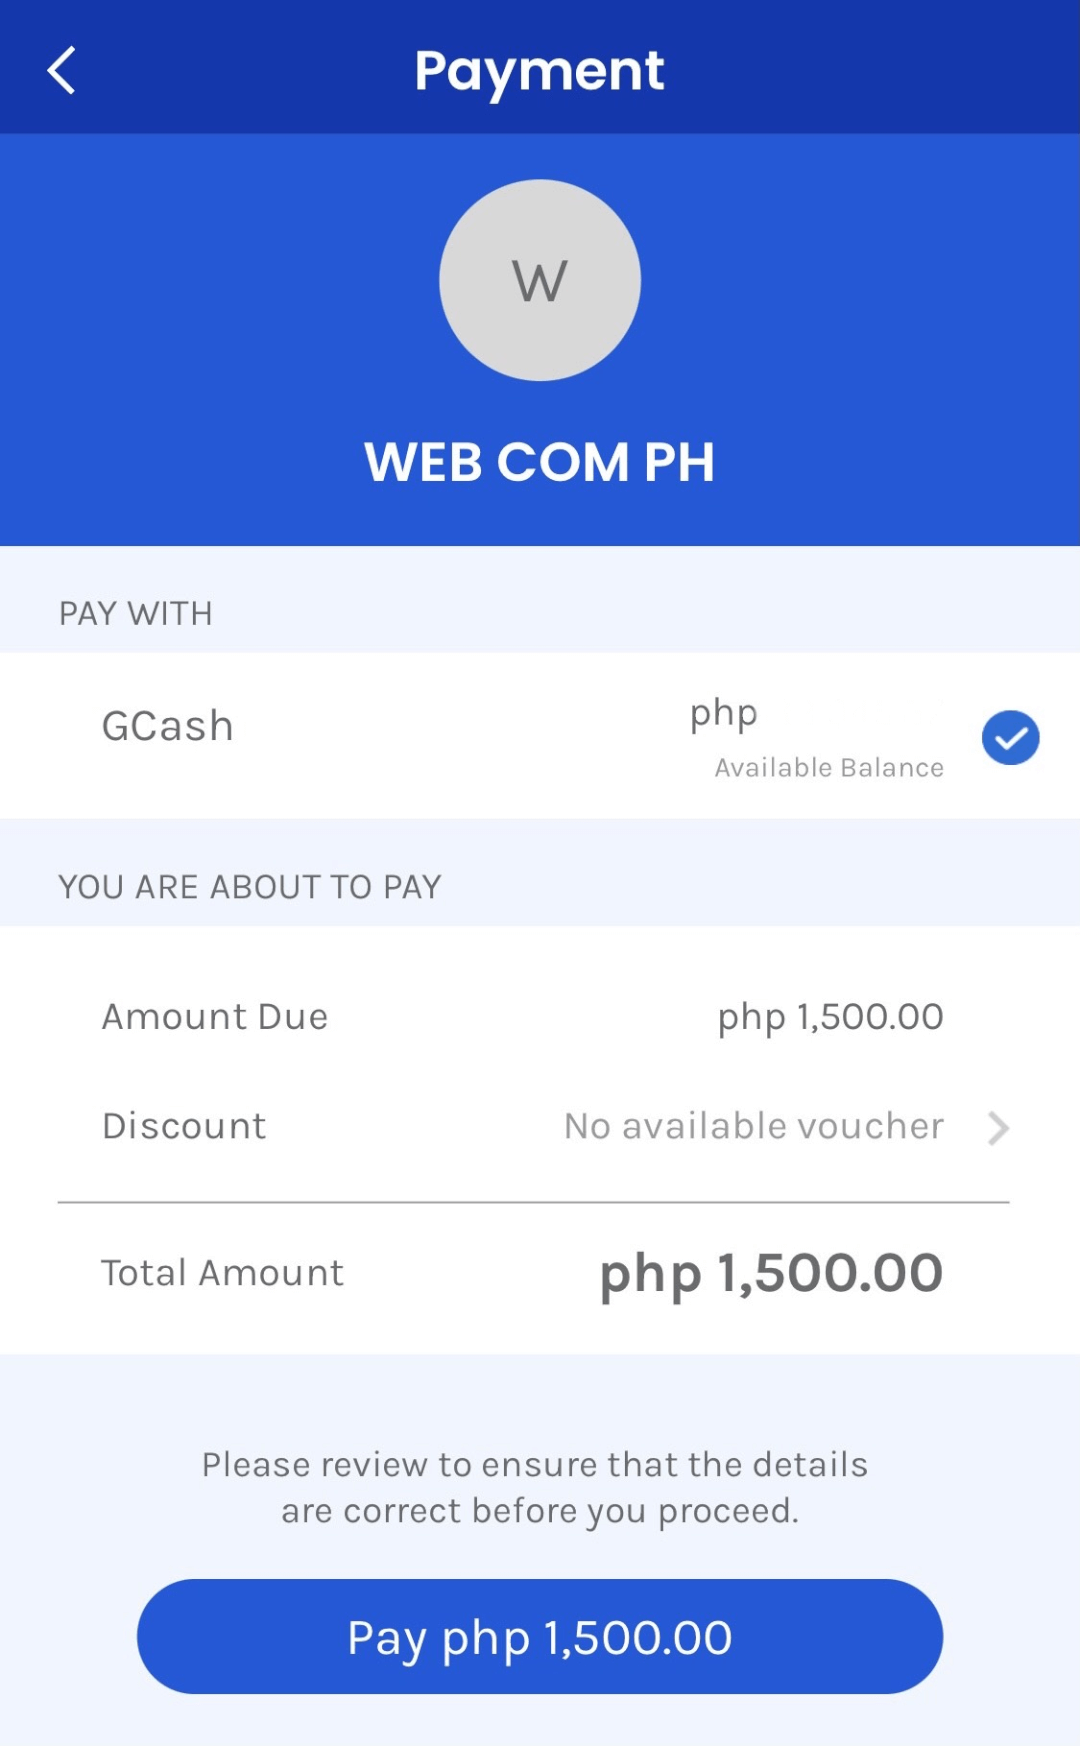 Payment
W
WEB COM PH
PAY WITH
GCash php
Available Balance
YOU ARE ABOUT TO PAY
Amount Due php 1,500.00
Discount No available voucher
Total Amount php 1,500.00
Please review to ensure that the details
are correct before you proceed.
Pay php 1,500.00